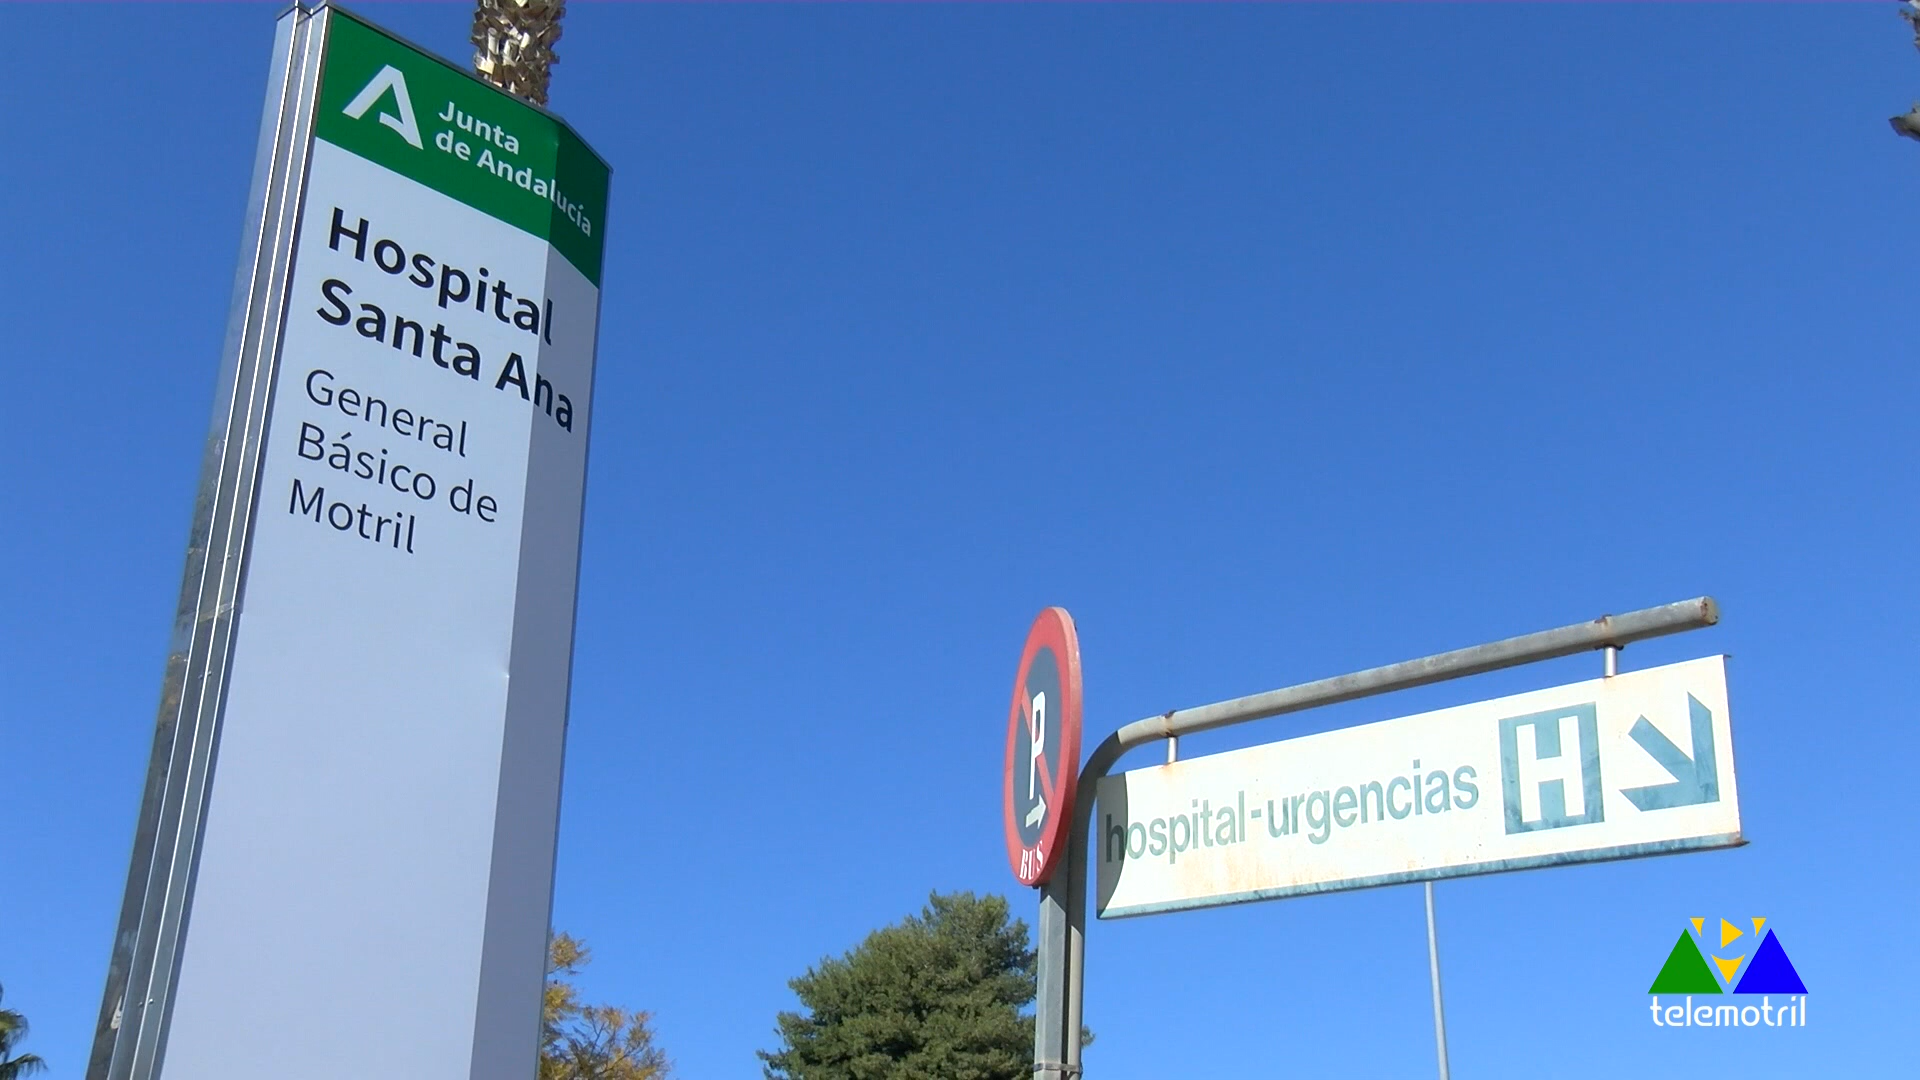 Junta
de Andalucía
Hospital
Santa Ana
General
Básico de
Motril
P
BUS
hospital-urgencias H
telemotril